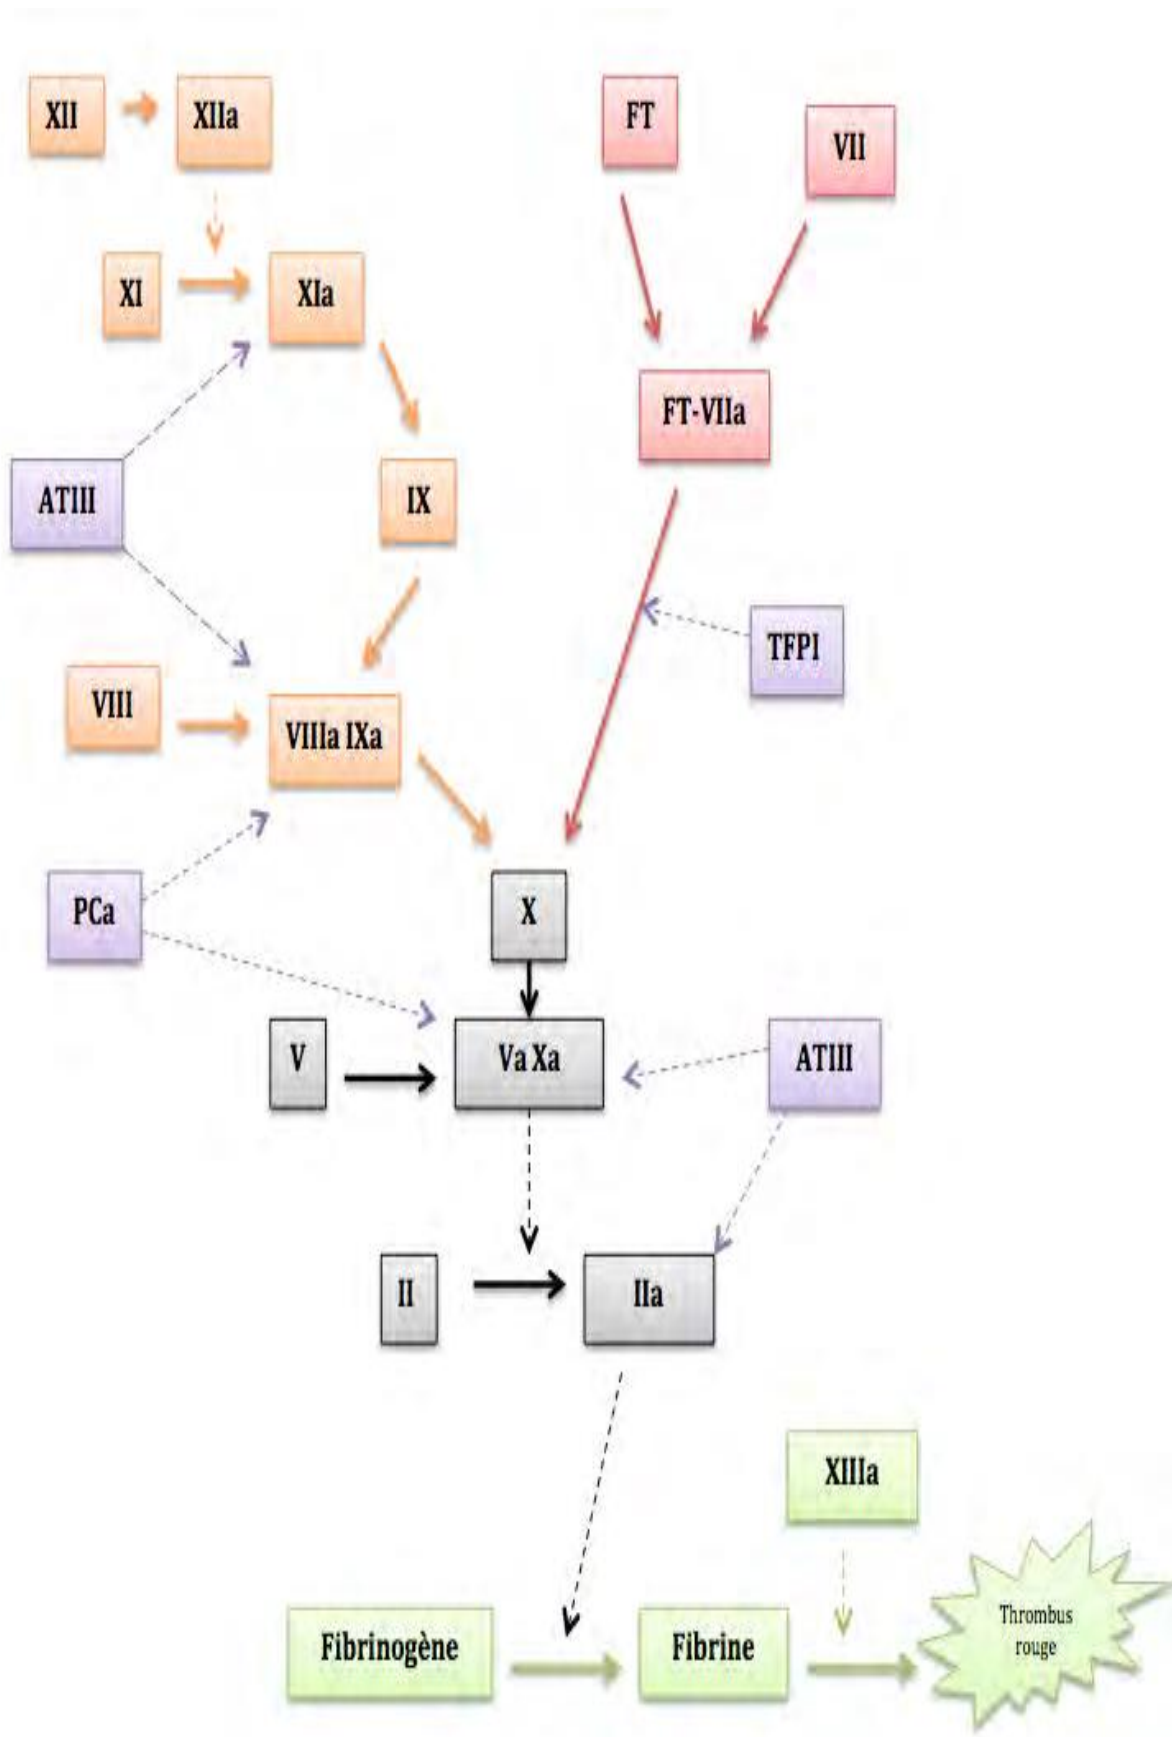 XII
XIIa
FT
VII
XI
XIa
FT-VIIa
ATIII
IX
TFPI
VIII
VIIIa IXa
PCa
X
V
Va Xa
ATIII
II
IIa
XIIIa
Fibrinogène
Fibrine
Thrombus
rouge